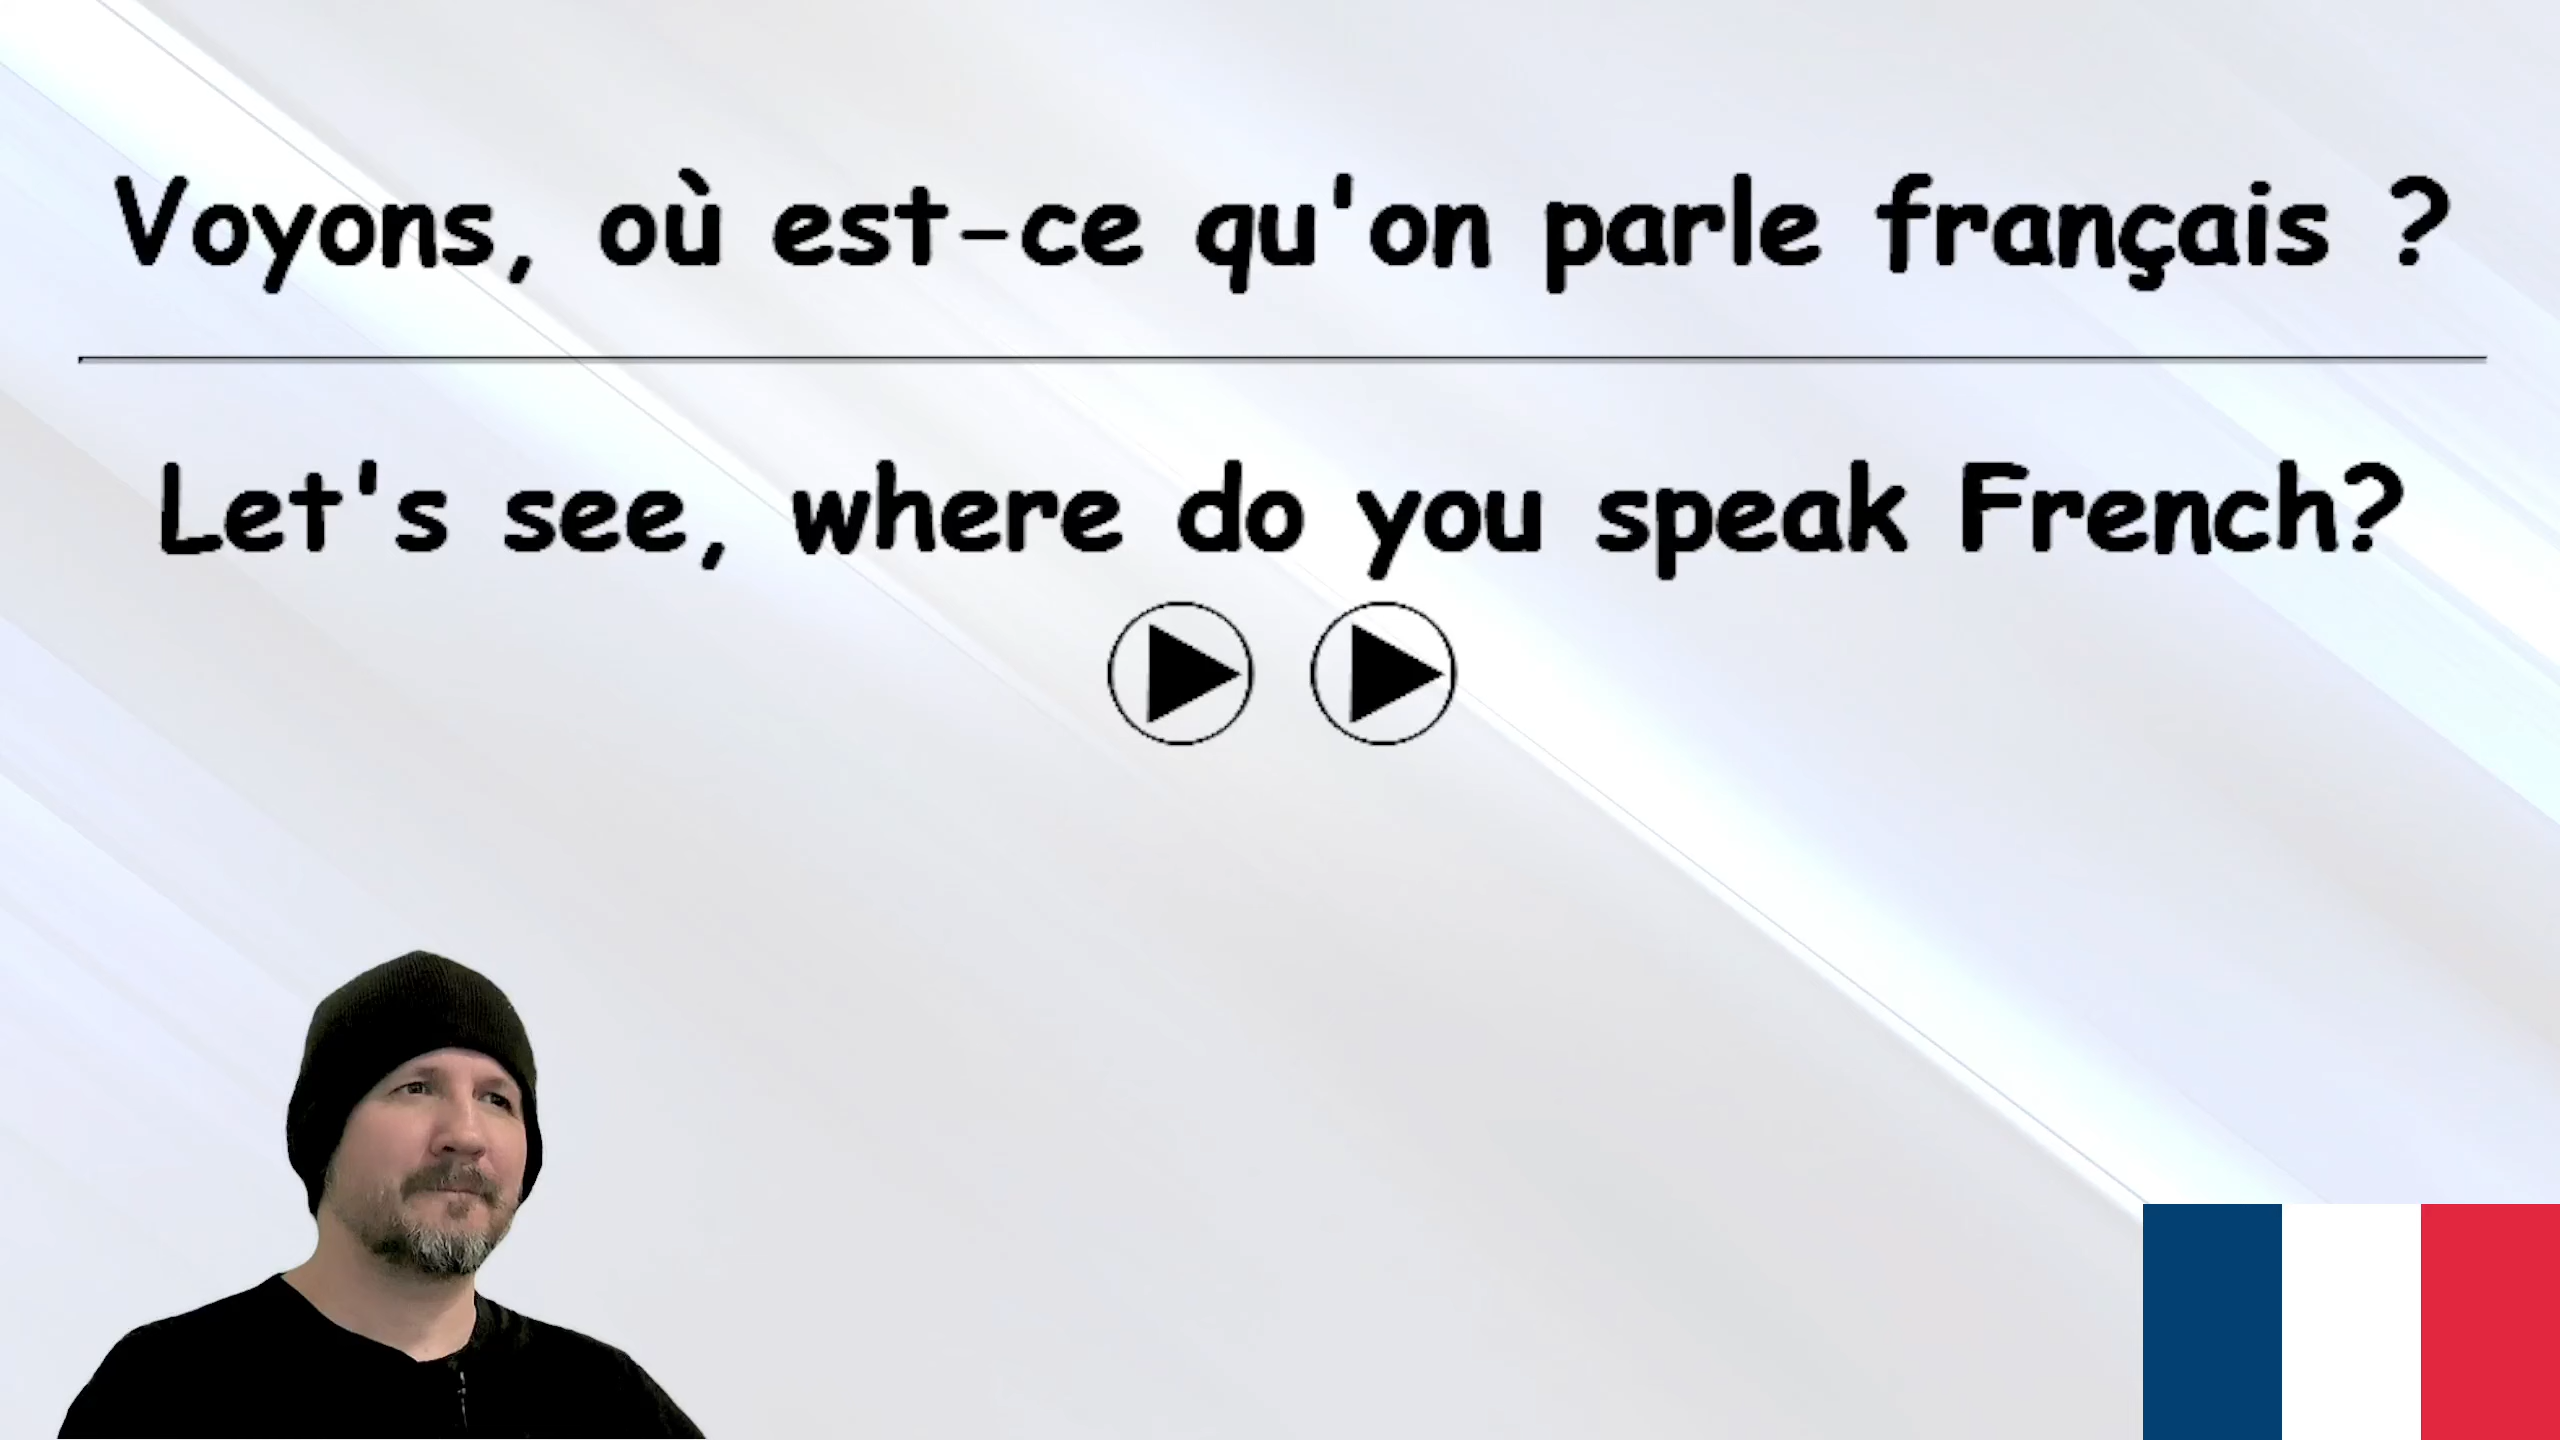 Voyons, où est-ce qu'on parle français ?
Let's see, where do you speak French?